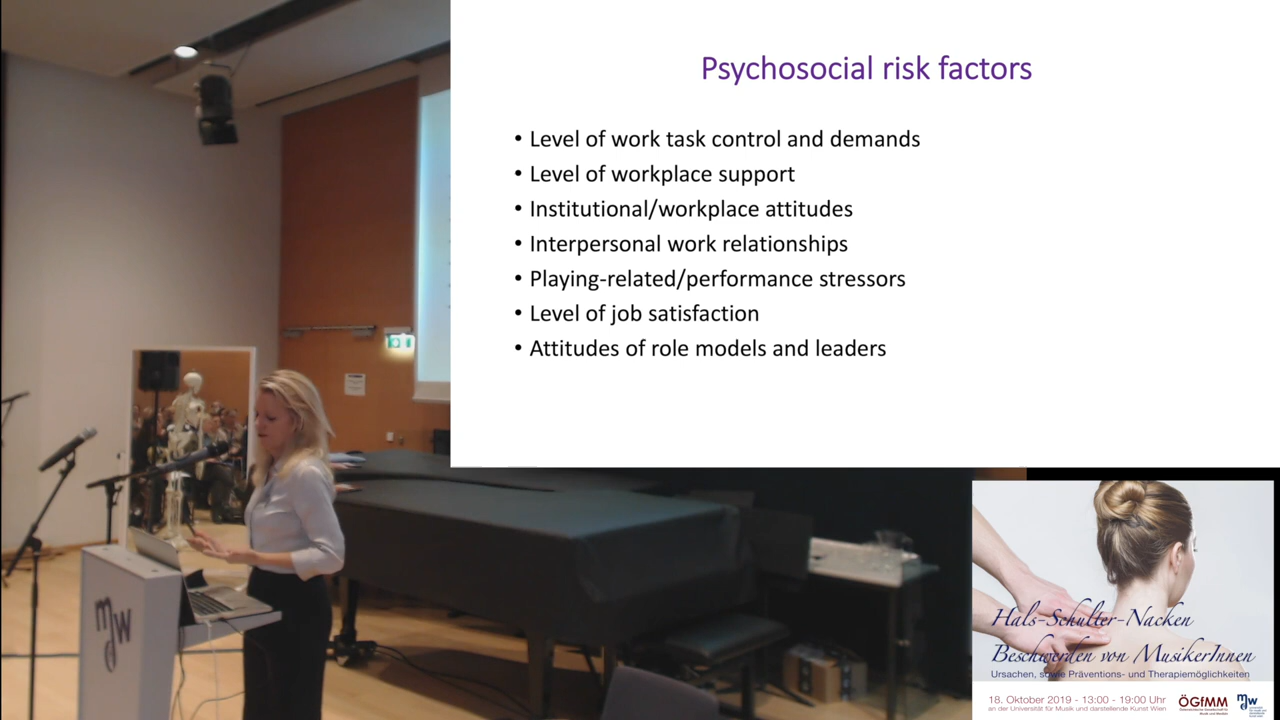 Psychosocial risk factors
• Level of work task control and demands
• Level of workplace support
• Institutional/workplace attitudes
• Interpersonal work relationships
• Playing-related/performance stressors
• Level of job satisfaction
• Attitudes of role models and leaders
mdw
Hals-Schulter-Nacken
Beschwerden von MusikerInnen
Ursachen, sowie Präventions- und Therapiemöglichkeiten
18. Oktober 2019 - 13:00 - 19:00 Uhr
an der Universität für Musik und darstellende Kunst Wien
ÖGfMM
mdw